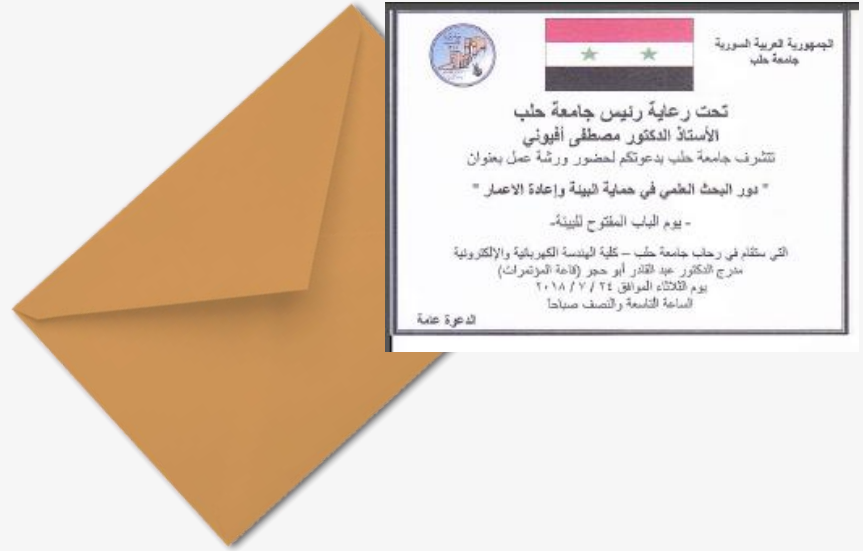 الجمهورية العربية السورية
جامعة حلب
تحت رعاية رئيس جامعة حلب
الأستاذ الدكتور مصطفى أفيوني
تتشرف جامعة حلب بدعوتكم لحضور ورشة عمل بعنوان
" دور البحث العلمي في حماية البيئة وإعادة الاعمار "
- يوم الباب المفتوح للبيئة-
التي ستقام في رحاب جامعة حلب – كلية الهندسة الكهربائية والإلكترونية
مدرج الدكتور عبد القادر أبو حجر (قاعة المؤتمرات)
يوم الثلاثاء الموافق ٢٤ / ٧ / ٢٠١٨
الساعة التاسعة والنصف صباحا
الدعوة عامة